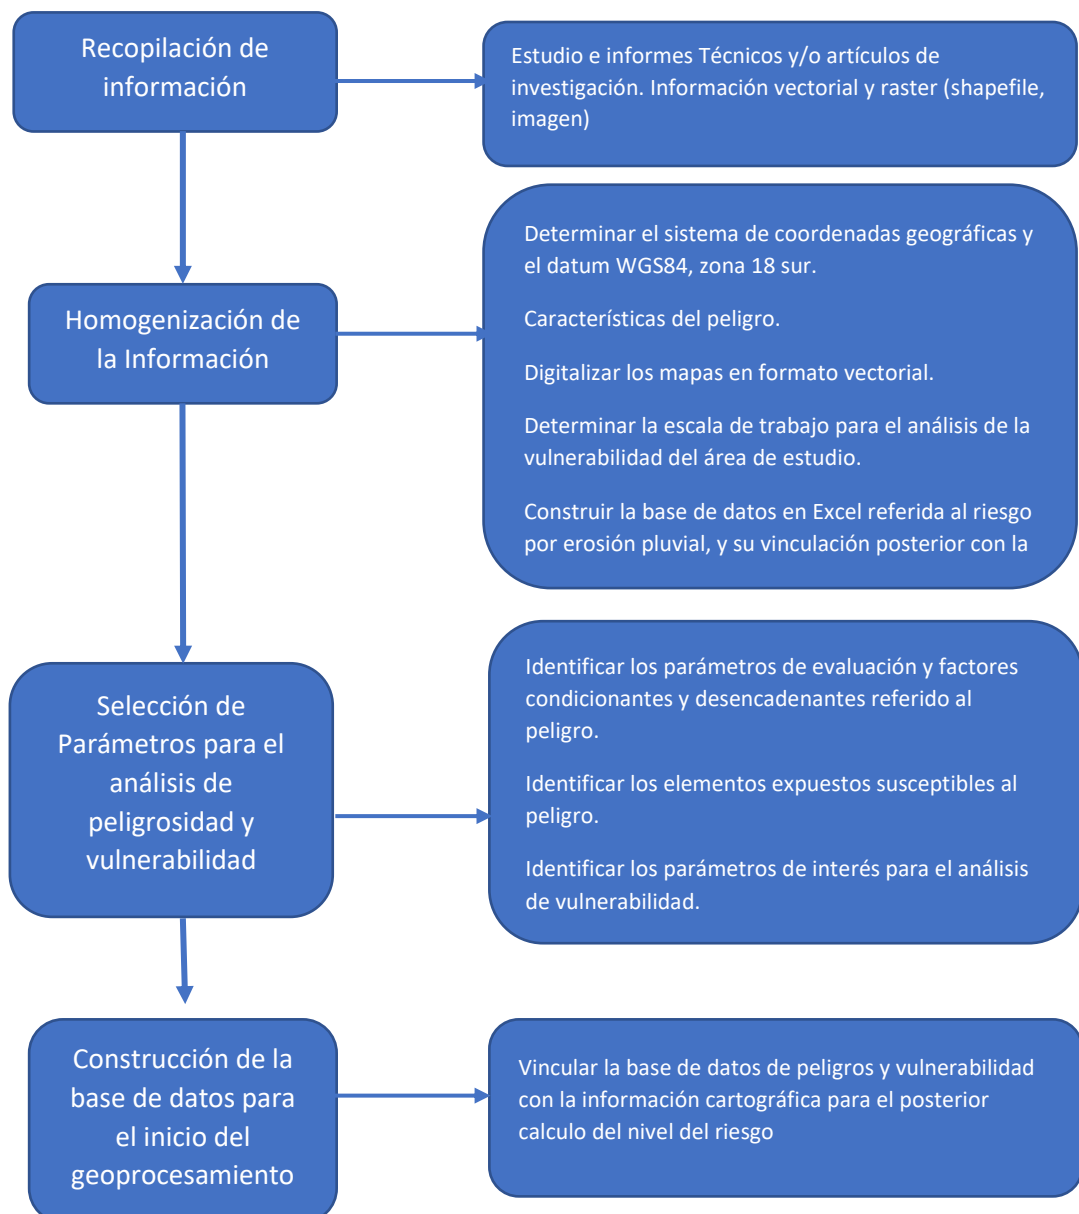 Recopilación de
información
Estudio e informes Técnicos y/o artículos de
investigación. Información vectorial y raster (shapefile,
imagen)
Homogenización de
la Información
Determinar el sistema de coordenadas geográficas y
el datum WGS84, zona 18 sur.
Características del peligro.
Digitalizar los mapas en formato vectorial.
Determinar la escala de trabajo para el análisis de la
vulnerabilidad del área de estudio.
Construir la base de datos en Excel referida al riesgo
por erosión pluvial, y su vinculación posterior con la
Selección de
Parámetros para el
análisis de
peligrosidad y
vulnerabilidad
Identificar los parámetros de evaluación y factores
condicionantes y desencadenantes referido al
peligro.
Identificar los elementos expuestos susceptibles al
peligro.
Identificar los parámetros de interés para el análisis
de vulnerabilidad.
Construcción de la
base de datos para
el inicio del
geoprocesamiento
Vincular la base de datos de peligros y vulnerabilidad
con la información cartográfica para el posterior
calculo del nivel del riesgo